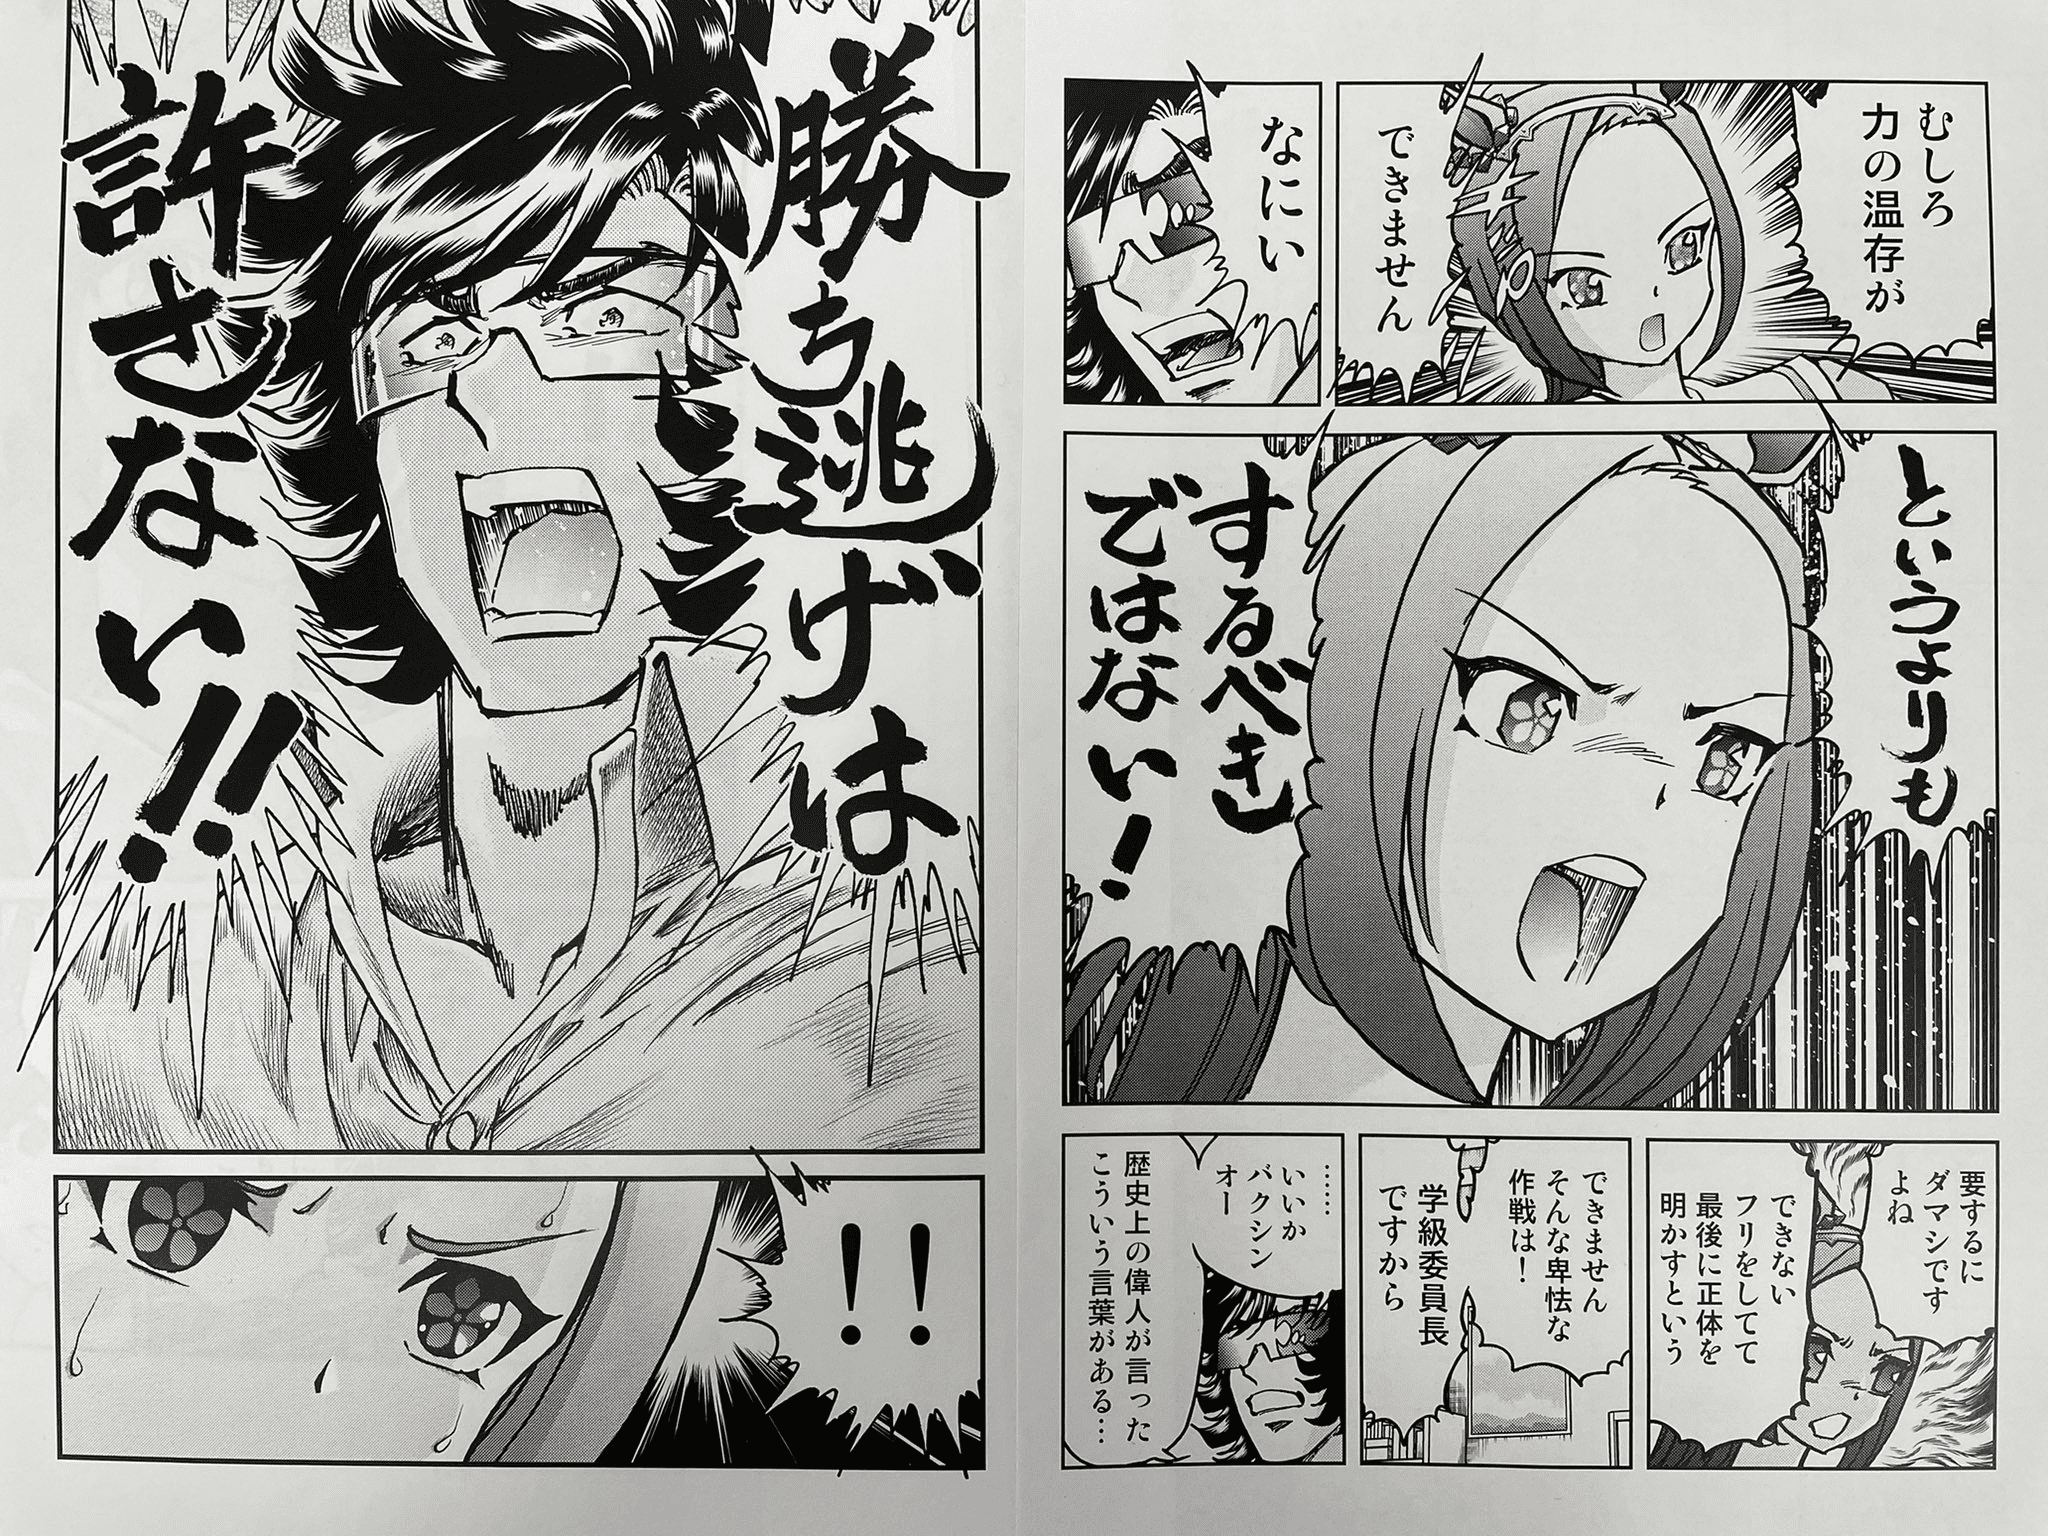 むしろ
力の温存が
できません
なにい
というよりも
するべき
ではない！
要するに
ダマシです
よね
できない
フリをしてて
最後に正体を
明かすという
できません
そんな卑怯な
作戦は！
学級委員長
ですから
……
いいか
バクシン
オー
歴史上の偉人が言った
こういう言葉がある…
勝ち逃げは
許さない!!
!!